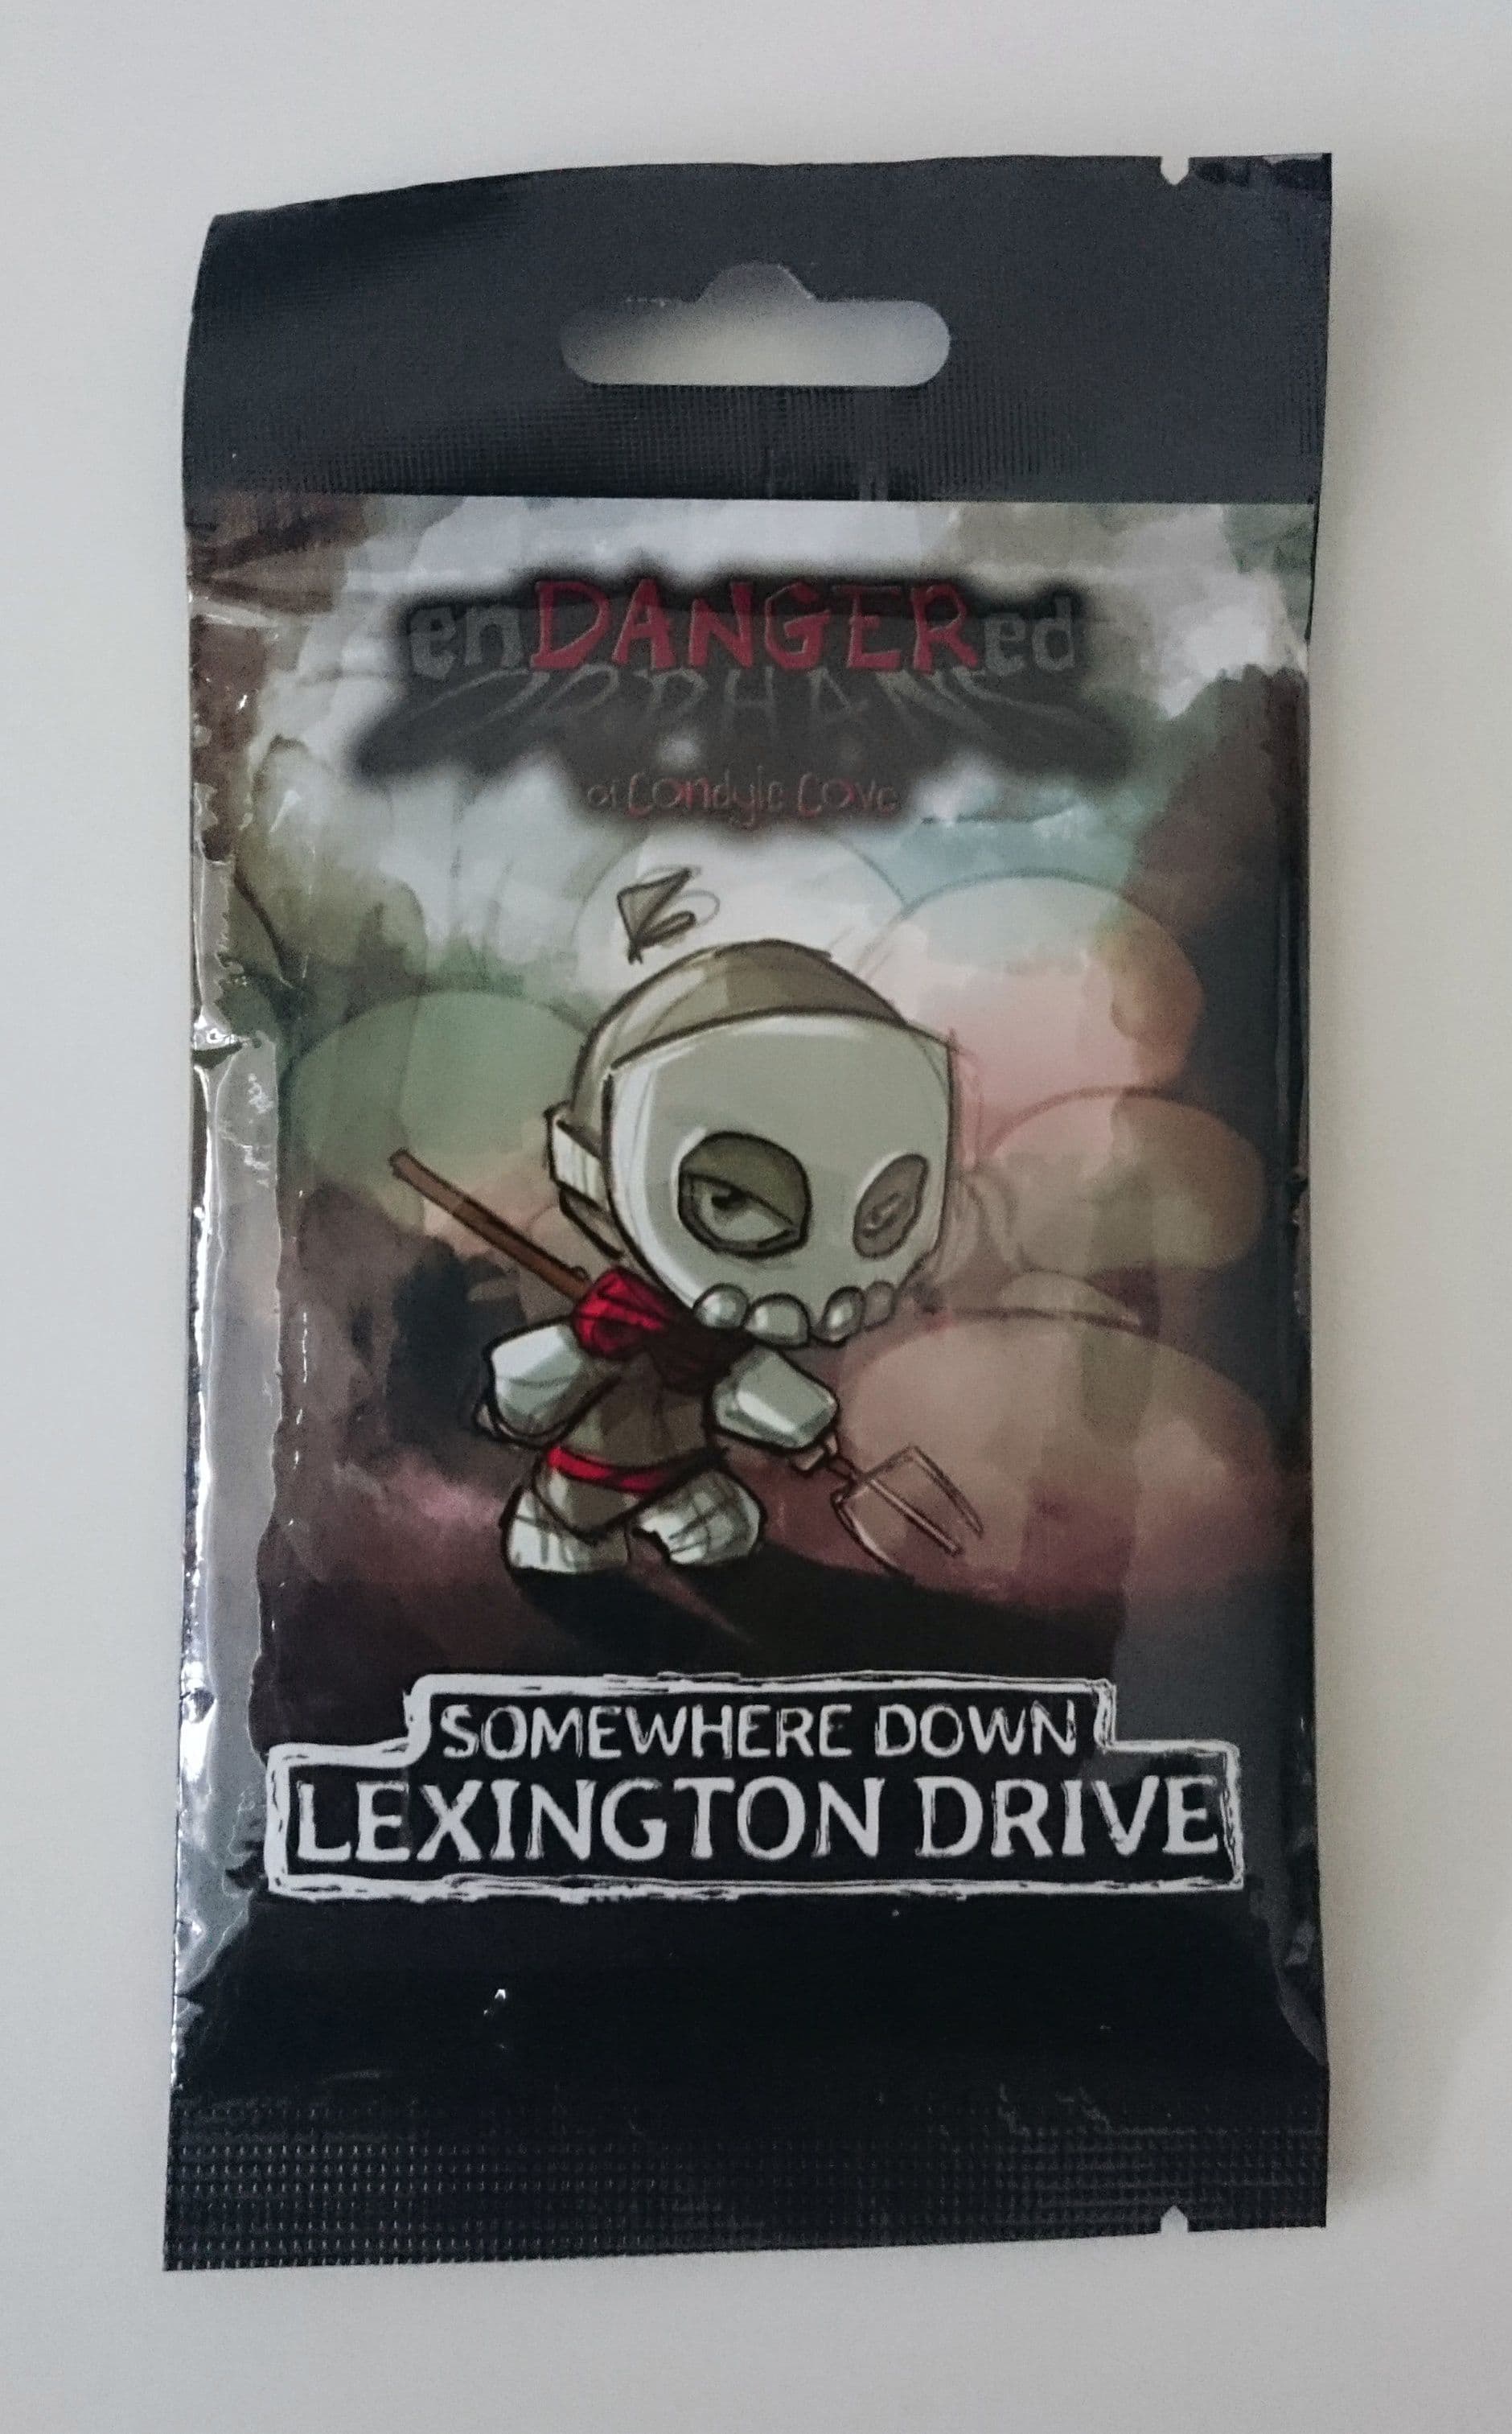 enDANGERed
ORPHANS
of Condyle Cove
SOMEWHERE DOWN
LEXINGTON DRIVE